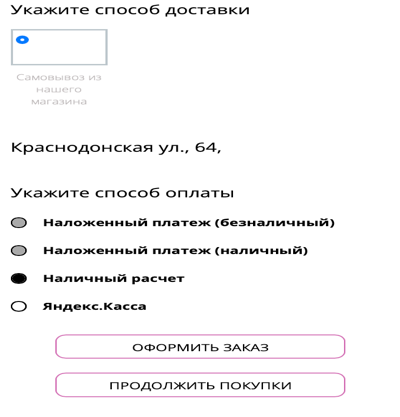 Укажите способ доставки
Самовывоз из
нашего
магазина
Краснодонская ул., 64,
Укажите способ оплаты
Наложенный платеж (безналичный)
Наложенный платеж (наличный)
Наличный расчет
Яндекс.Касса
ОФОРМИТЬ ЗАКАЗ
ПРОДОЛЖИТЬ ПОКУПКИ